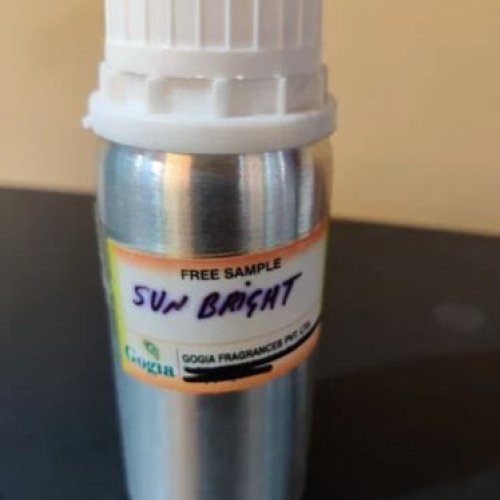 FREE SAMPLE
SUN BRIGHT
Gogia
GOGIA FRAGRANCES PVT. LTD.